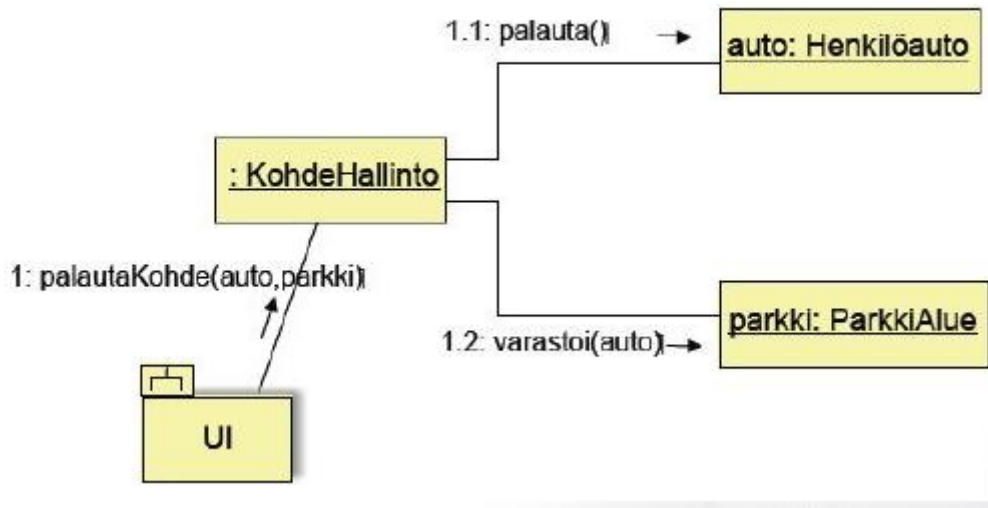 1.1: palauta()
auto: Henkilöauto
: KohdeHallinto
1: palautaKohde(auto,parkki)
parkki: ParkkiAlue
1.2: varastoi(auto)
UI